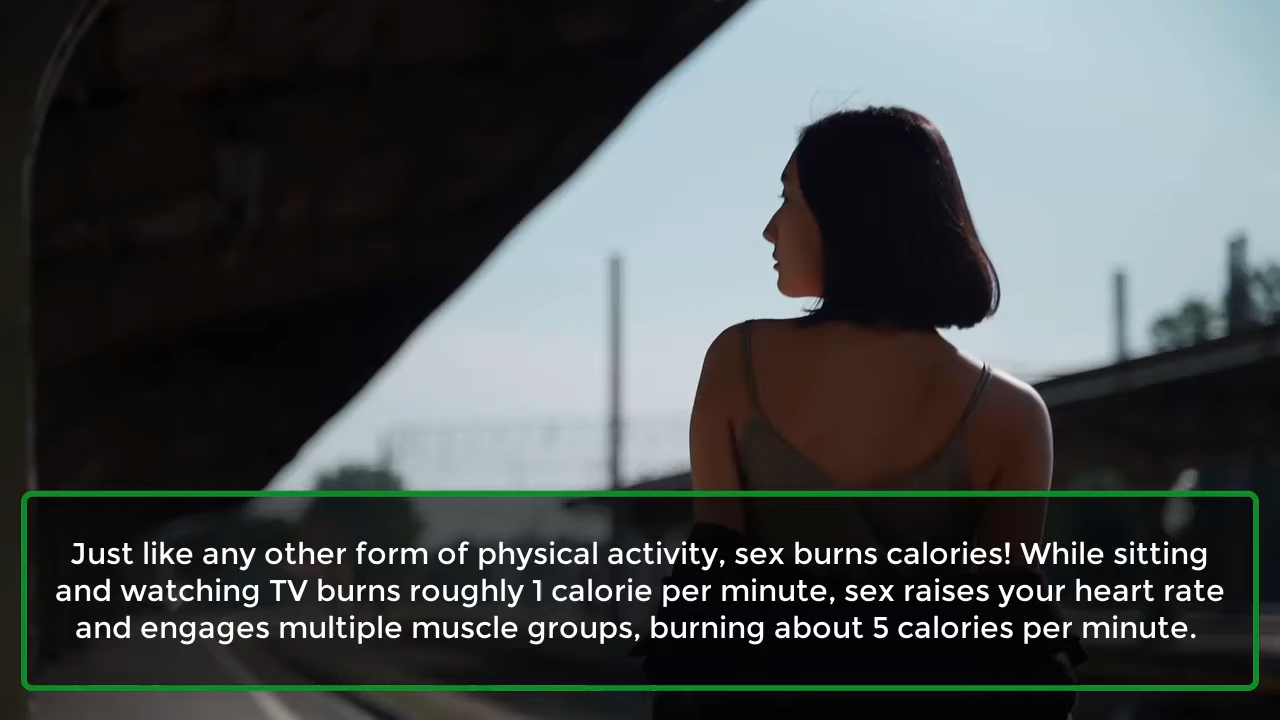 Just like any other form of physical activity, sex burns calories! While sitting
and watching TV burns roughly 1 calorie per minute, sex raises your heart rate
and engages multiple muscle groups, burning about 5 calories per minute.